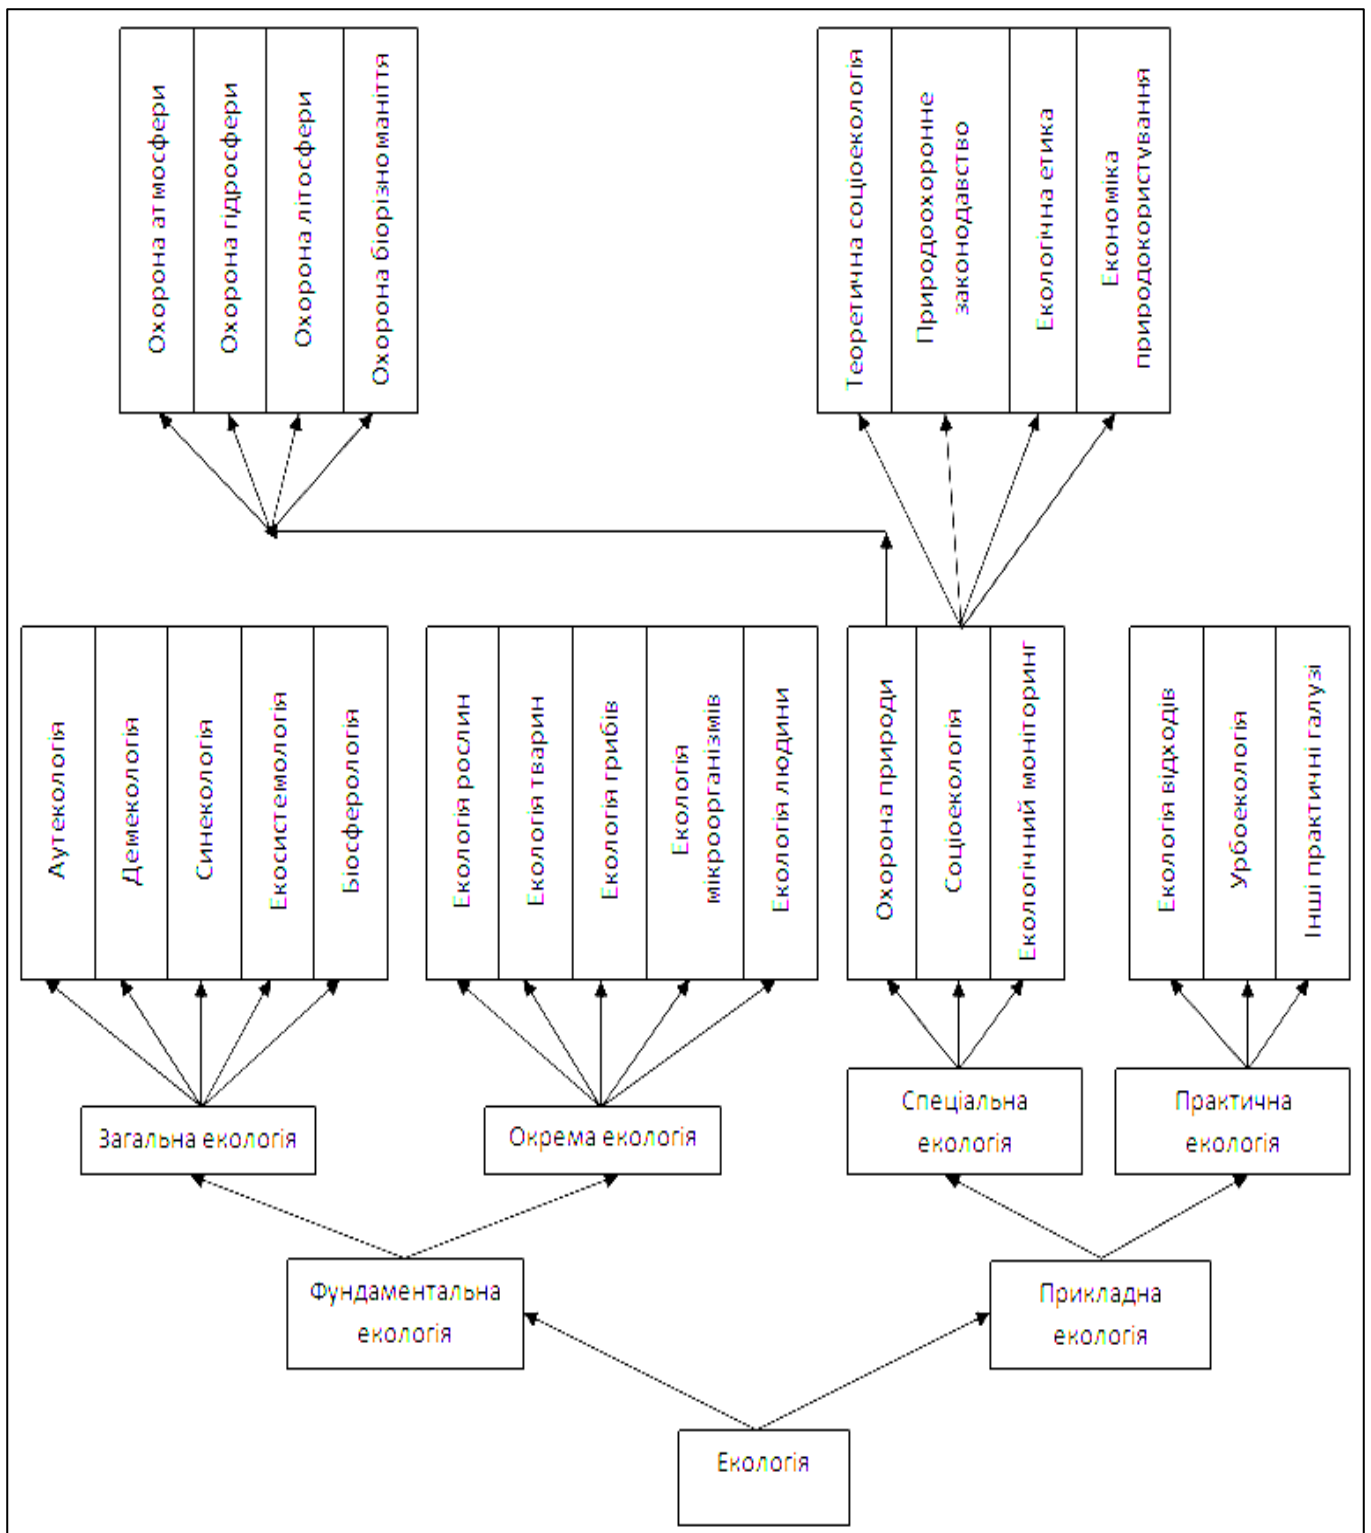 Охорона атмосфери
Охорона гідросфери
Охорона літосфери
Охорона біорізноманіття
Теоретична соціоекологія
Природоохоронне
законодавство
Екологічна етика
Економіка
природокористування
Аутекологія
Демекологія
Синекологія
Екосистемологія
Біосферологія
Екологія рослин
Екологія тварин
Екологія грибів
Екологія
мікроорганізмів
Екологія людини
Охорона природи
Соціоекологія
Екологічний моніторинг
Екологія відходів
Урбоекологія
Інші практичні галузі
Загальна екологія
Окрема екологія
Спеціальна
екологія
Практична
екологія
Фундаментальна
екологія
Прикладна
екологія
Екологія